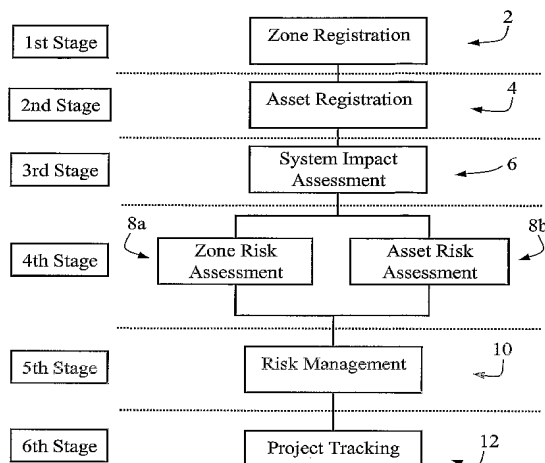 1st Stage
Zone Registration
2
2nd Stage
Asset Registration
4
3rd Stage
System Impact
Assessment
6
8a
8b
4th Stage
Zone Risk
Assessment
Asset Risk
Assessment
5th Stage
Risk Management
10
6th Stage
Project Tracking
12